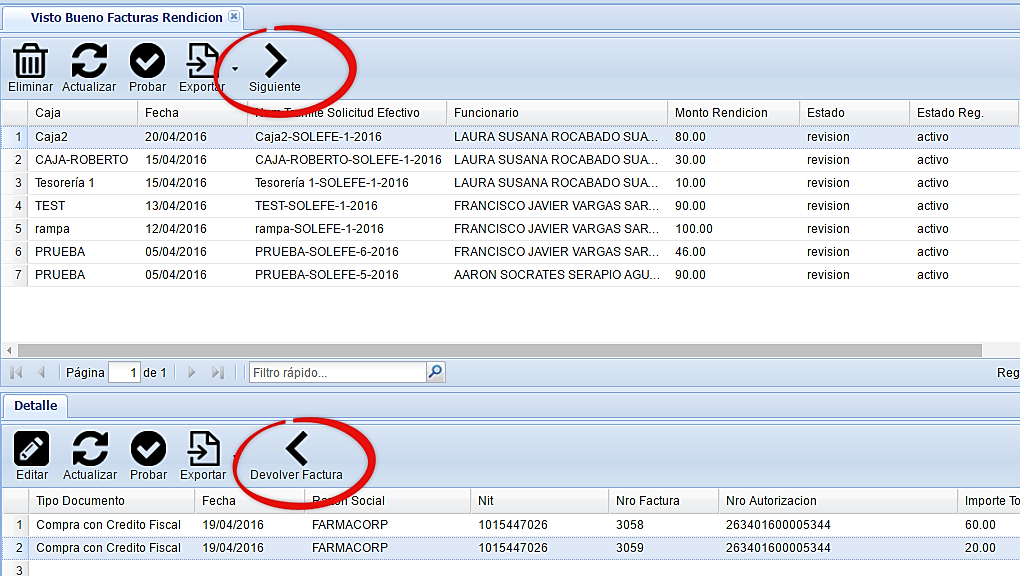 Visto Bueno Facturas Rendicion
Eliminar Actualizar Probar Exportar Siguiente
Caja Fecha Num Tramite Solicitud Efectivo Funcionario Monto Rendicion Estado Estado Reg.
1 Caja2 20/04/2016 Caja2-SOLEFE-1-2016 LAURA SUSANA ROCABADO SUA... 80.00 revision activo
2 CAJA-ROBERTO 15/04/2016 CAJA-ROBERTO-SOLEFE-1-2016 LAURA SUSANA ROCABADO SUA... 30.00 revision activo
3 Tesorería 1 15/04/2016 Tesorería 1-SOLEFE-1-2016 LAURA SUSANA ROCABADO SUA... 10.00 revision activo
4 TEST 13/04/2016 TEST-SOLEFE-1-2016 FRANCISCO JAVIER VARGAS SAR... 90.00 revision activo
5 rampa 12/04/2016 rampa-SOLEFE-1-2016 FRANCISCO JAVIER VARGAS SAR... 100.00 revision activo
6 PRUEBA 05/04/2016 PRUEBA-SOLEFE-6-2016 FRANCISCO JAVIER VARGAS SAR... 46.00 revision activo
7 PRUEBA 05/04/2016 PRUEBA-SOLEFE-5-2016 AARON SOCRATES SERAPIO AGU... 90.00 revision activo
Página 1 de 1 Filtro rápido... Reg
Detalle
Editar Actualizar Probar Exportar Devolver Factura
Tipo Documento Fecha Razon Social Nit Nro Factura Nro Autorizacion Importe To
1 Compra con Credito Fiscal 19/04/2016 FARMACORP 1015447026 3058 263401600005344 60.00
2 Compra con Credito Fiscal 19/04/2016 FARMACORP 1015447026 3059 263401600005344 20.00
3